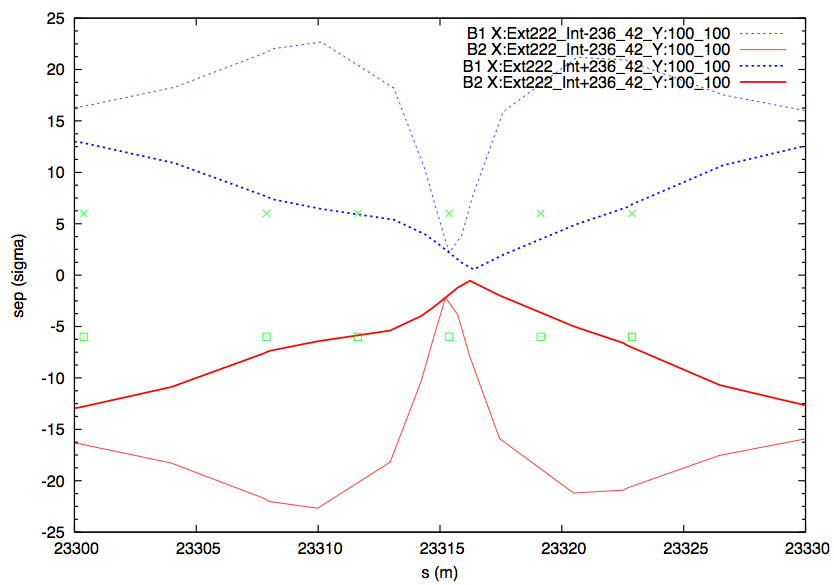 B1 X:Ext222_Int-236_42_Y:100_100
B2 X:Ext222_Int-236_42_Y:100_100
B1 X:Ext222_Int+236_42_Y:100_100
B2 X:Ext222_Int+236_42_Y:100_100
25
20
15
10
5
0
-5
-10
-15
-20
-25
sep (sigma)
23300 23305 23310 23315 23320 23325 23330
s (m)